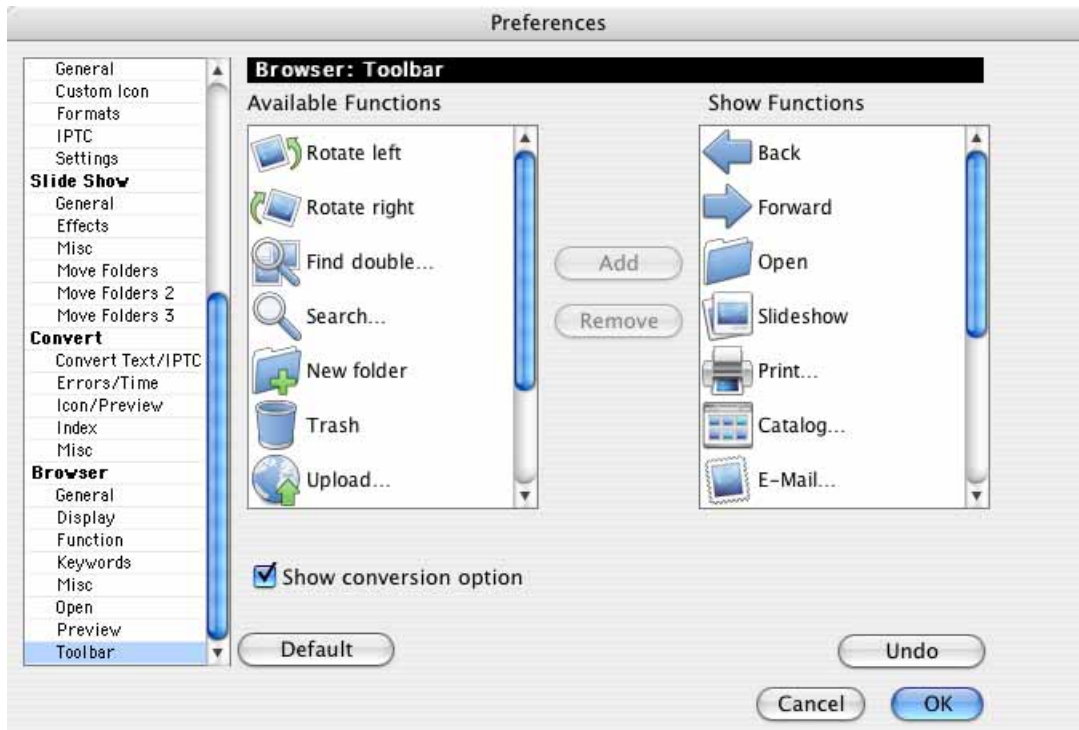 Preferences
General
Custom Icon
Formats
IPTC
Settings
Slide Show
General
Effects
Misc
Move Folders
Move Folders 2
Move Folders 3
Convert
Convert Text/IPTC
Errors/Time
Icon/Preview
Index
Misc
Browser
General
Display
Function
Keywords
Misc
Open
Preview
Toolbar
Browser: Toolbar
Available Functions
Rotate left
Rotate right
Find double...
Search...
New folder
Trash
Upload...
Add
Remove
Show Functions
Back
Forward
Open
Slideshow
Print...
Catalog...
E-Mail...
Show conversion option
Default
Undo
Cancel
OK